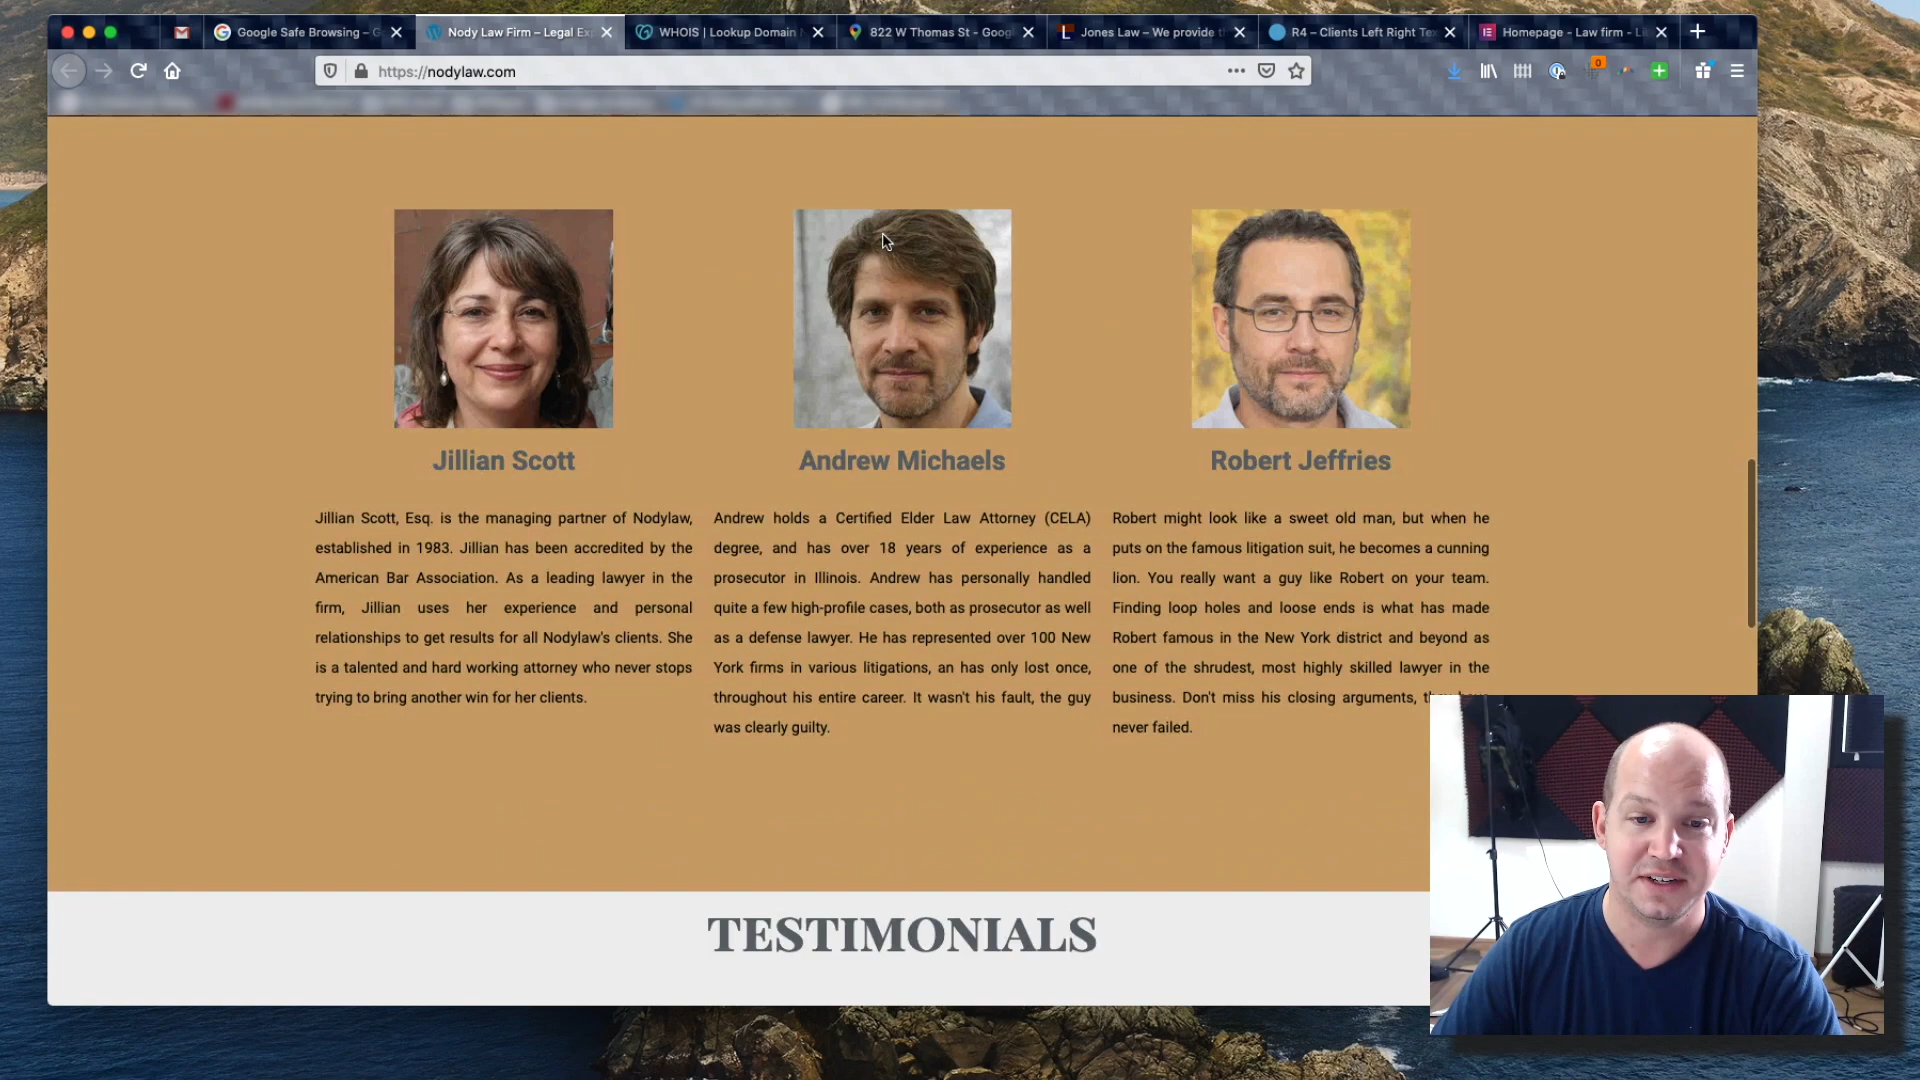 Google Safe Browsing – G
Nody Law Firm – Legal Ex
WHOIS | Lookup Domain
822 W Thomas St - Goog
Jones Law – We provide t
R4 – Clients Left Right Te
Homepage - Law firm - L
https://nodylaw.com
0
Jillian Scott
Andrew Michaels
Robert Jeffries
Jillian Scott, Esq. is the managing partner of Nodylaw,
established in 1983. Jillian has been accredited by the
American Bar Association. As a leading lawyer in the
firm, Jillian uses her experience and personal
relationships to get results for all Nodylaw's clients. She
is a talented and hard working attorney who never stops
trying to bring another win for her clients.
Andrew holds a Certified Elder Law Attorney (CELA)
degree, and has over 18 years of experience as a
prosecutor in Illinois. Andrew has personally handled
quite a few high-profile cases, both as prosecutor as well
as a defense lawyer. He has represented over 100 New
York firms in various litigations, an has only lost once,
throughout his entire career. It wasn't his fault, the guy
was clearly guilty.
Robert might look like a sweet old man, but when he
puts on the famous litigation suit, he becomes a cunning
lion. You really want a guy like Robert on your team.
Finding loop holes and loose ends is what has made
Robert famous in the New York district and beyond as
one of the shrudest, most highly skilled lawyer in the
business. Don't miss his closing arguments,
never failed.
TESTIMONIALS